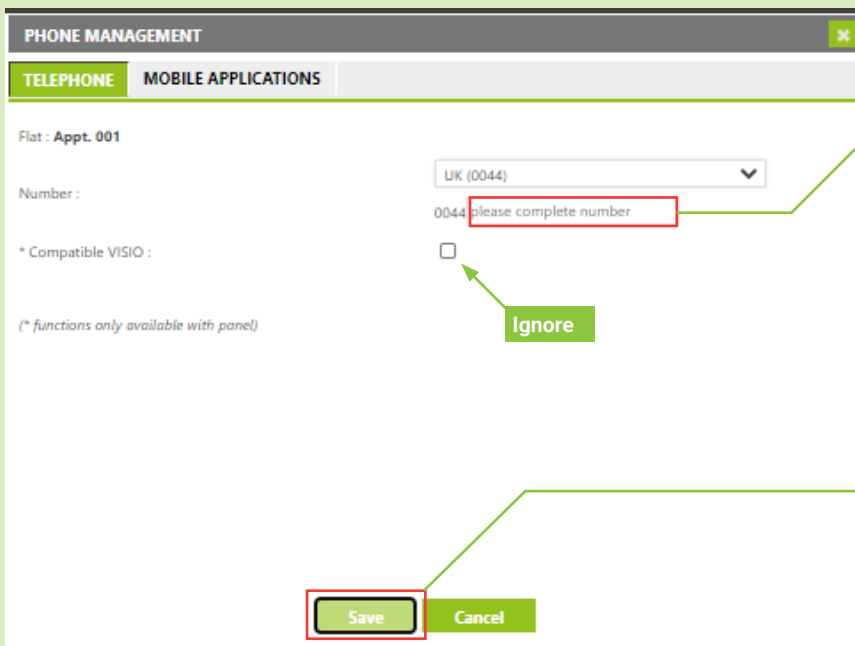 PHONE MANAGEMENT
TELEPHONE MOBILE APPLICATIONS
Flat : Appt. 001
UK (0044)
Number :
0044 please complete number
* Compatible VISIO :
Ignore
(* functions only available with panel)
Save Cancel